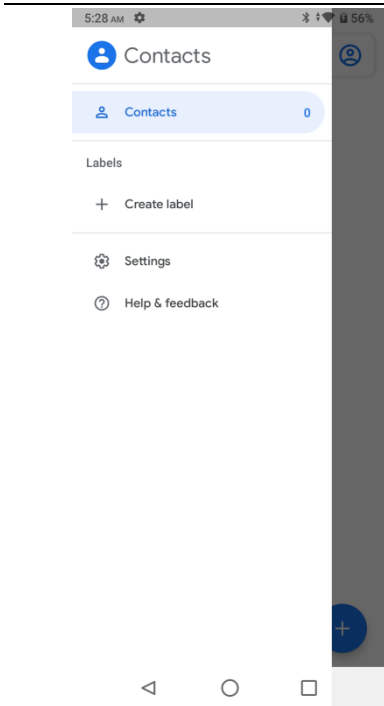 5:28 AM 56%
Contacts
Contacts 0
Labels
Create label
Settings
Help & feedback